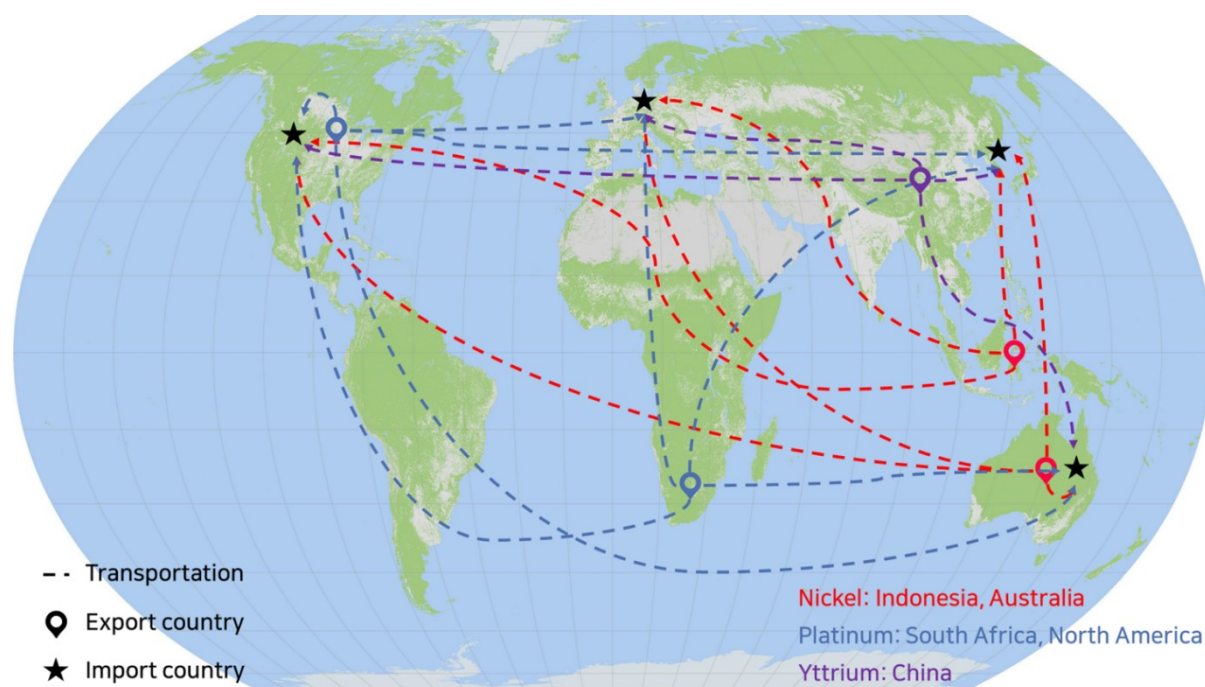 Transportation
Export country
Import country
Nickel: Indonesia, Australia
Platinum: South Africa, North America
Yttrium: China